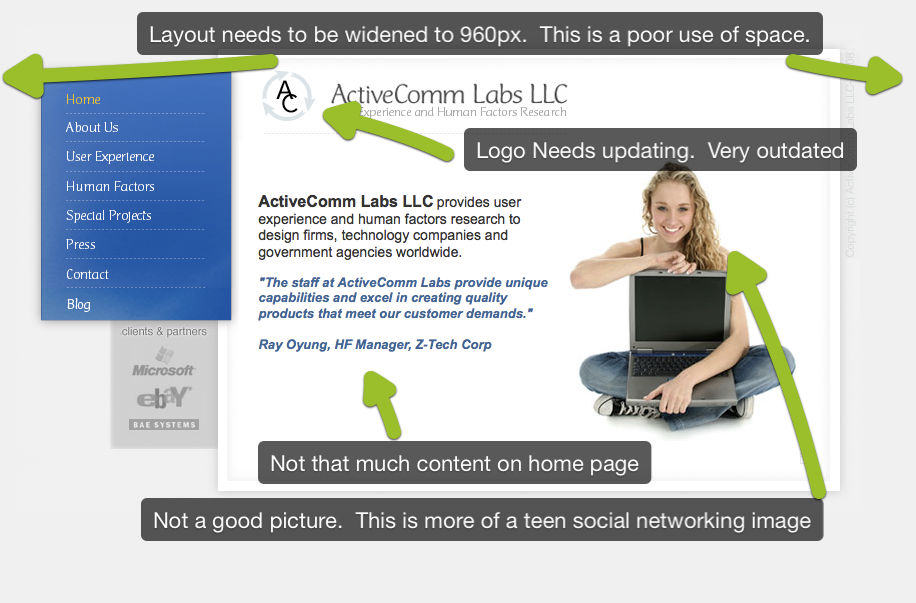 Layout needs to be widened to 960px.  This is a poor use of space.
Home
About Us
User Experience
Human Factors
Special Projects
Press
Contact
Blog
clients & partners
Microsoft
ebaY
BAE SYSTEMS
AC
ActiveComm Labs LLC
Experience and Human Factors Research
Logo Needs updating.  Very outdated
ActiveComm Labs LLC provides user
experience and human factors research to
design firms, technology companies and
government agencies worldwide.
"The staff at ActiveComm Labs provide unique
capabilities and excel in creating quality
products that meet our customer demands."
Ray Oyung, HF Manager, Z-Tech Corp
Not that much content on home page
Not a good picture.  This is more of a teen social networking image
Copyright (c) Labs LLC